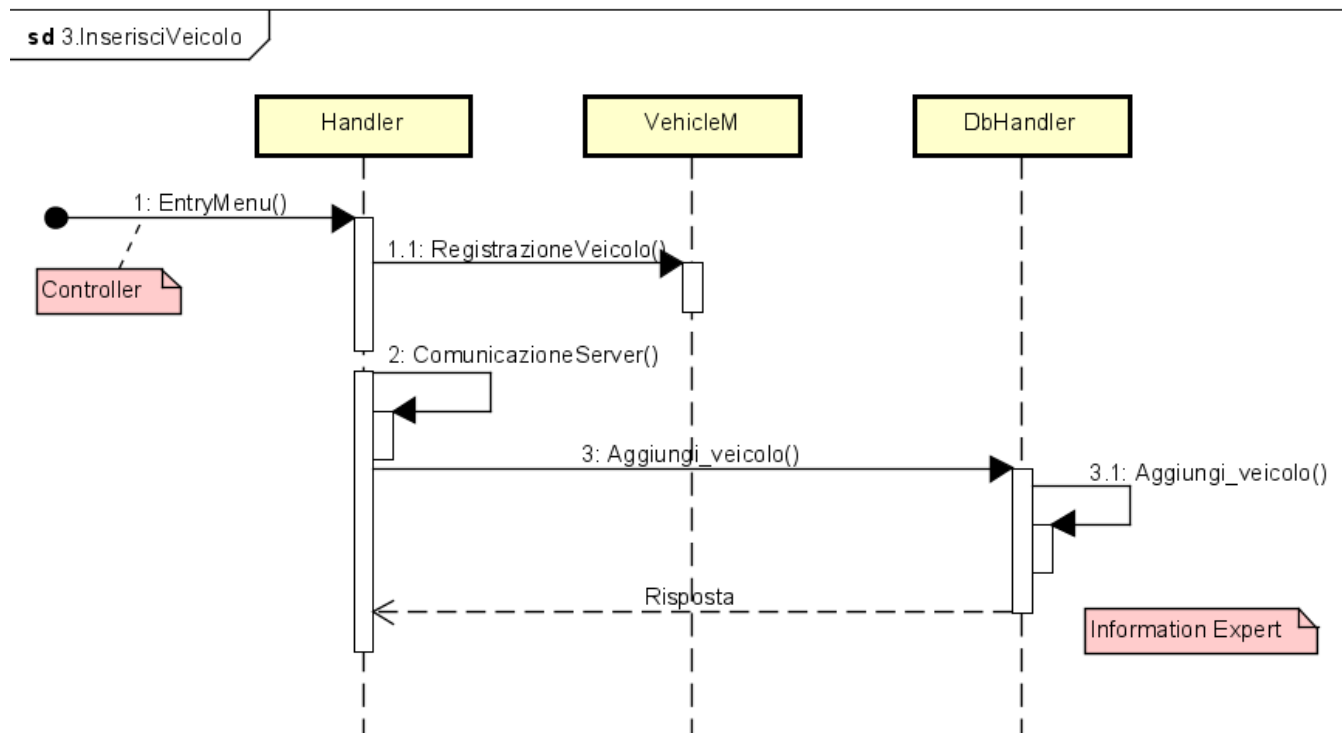 sd 3.InserisciVeicolo
Handler
VehicleM
DbHandler
1: EntryMenu()
1.1: RegistrazioneVeicolo()
Controller
2: ComunicazioneServer()
3: Aggiungi_veicolo()
3.1: Aggiungi_veicolo()
Risposta
Information Expert